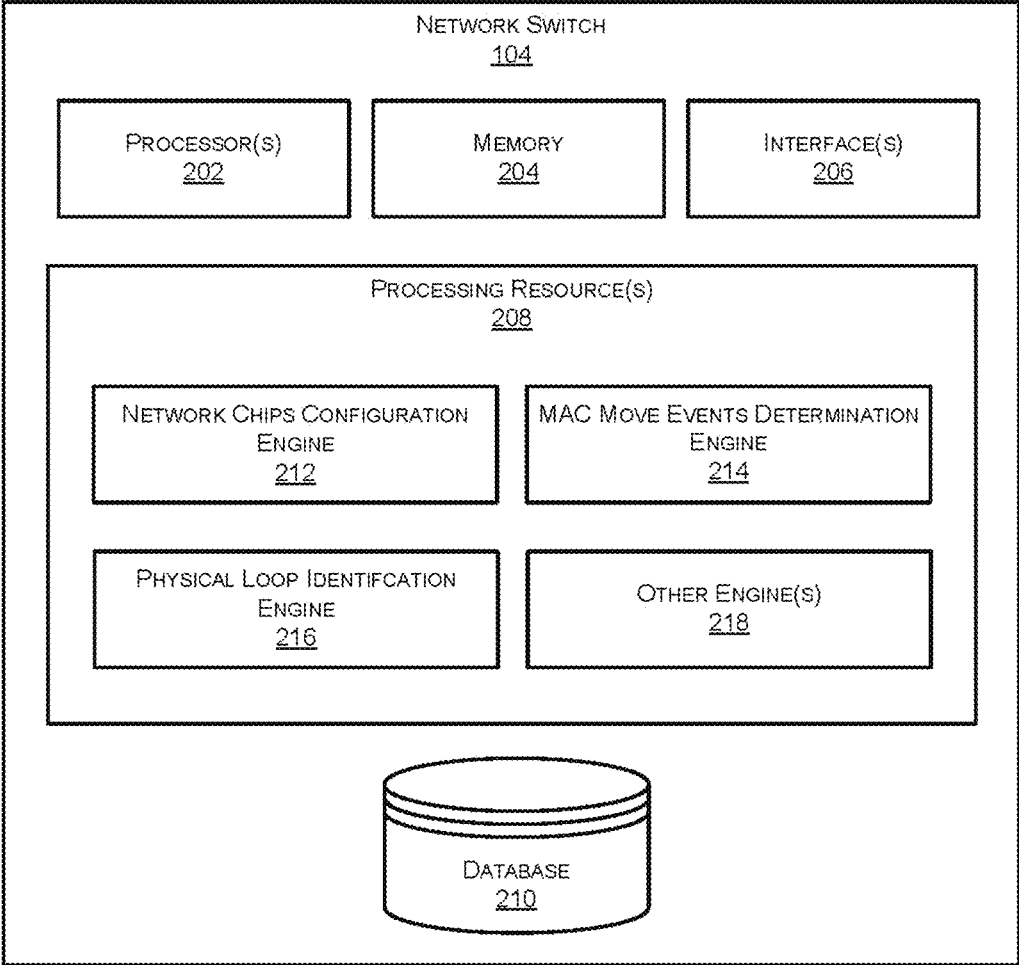 NETWORK SWITCH
104
PROCESSOR(S)
202
MEMORY
204
INTERFACE(S)
206
PROCESSING RESOURCE(S)
208
NETWORK CHIPS CONFIGURATION
ENGINE
212
MAC MOVE EVENTS DETERMINATION
ENGINE
214
PHYSICAL LOOP IDENTIFCATION
ENGINE
216
OTHER ENGINE(S)
218
DATABASE
210